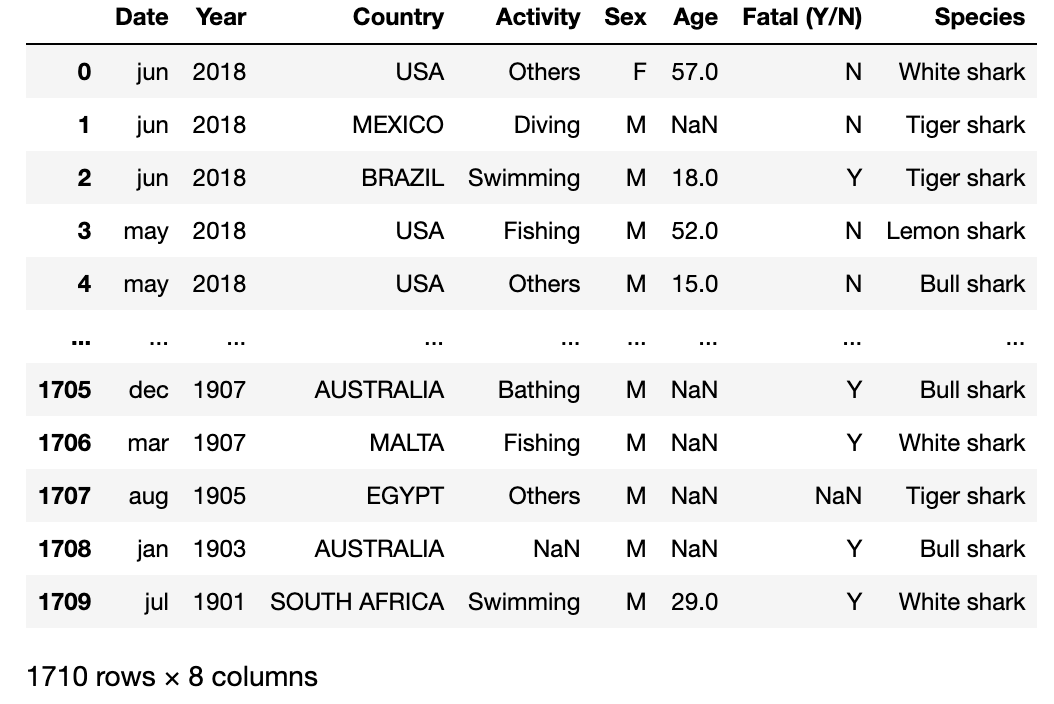 Date Year Country Activity Sex Age Fatal (Y/N) Species
0 jun 2018 USA Others F 57.0 N White shark
1 jun 2018 MEXICO Diving M NaN N Tiger shark
2 jun 2018 BRAZIL Swimming M 18.0 Y Tiger shark
3 may 2018 USA Fishing M 52.0 N Lemon shark
4 may 2018 USA Others M 15.0 N Bull shark
... ... ... ... ... ... ... ... ...
1705 dec 1907 AUSTRALIA Bathing M NaN Y Bull shark
1706 mar 1907 MALTA Fishing M NaN Y White shark
1707 aug 1905 EGYPT Others M NaN NaN Tiger shark
1708 jan 1903 AUSTRALIA NaN M NaN Y Bull shark
1709 jul 1901 SOUTH AFRICA Swimming M 29.0 Y White shark
1710 rows × 8 columns